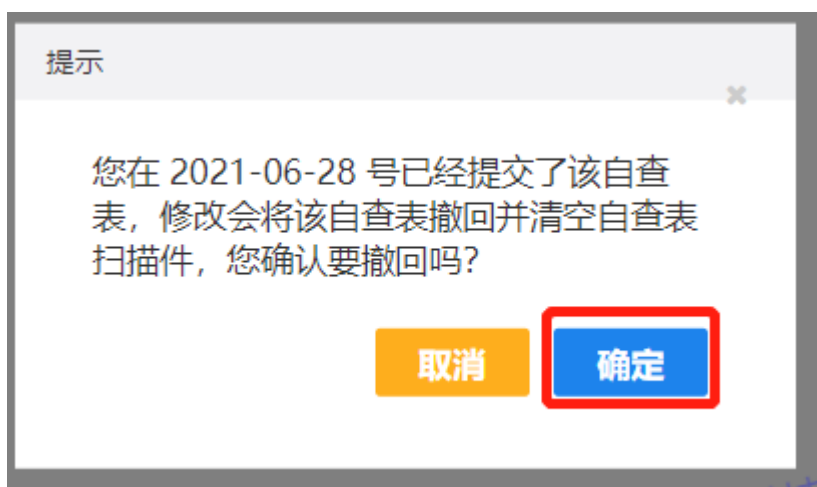 提示
您在 2021-06-28 号已经提交了该自查
表，修改会将该自查表撤回并清空自查表
扫描件，您确认要撤回吗？
取消
确定